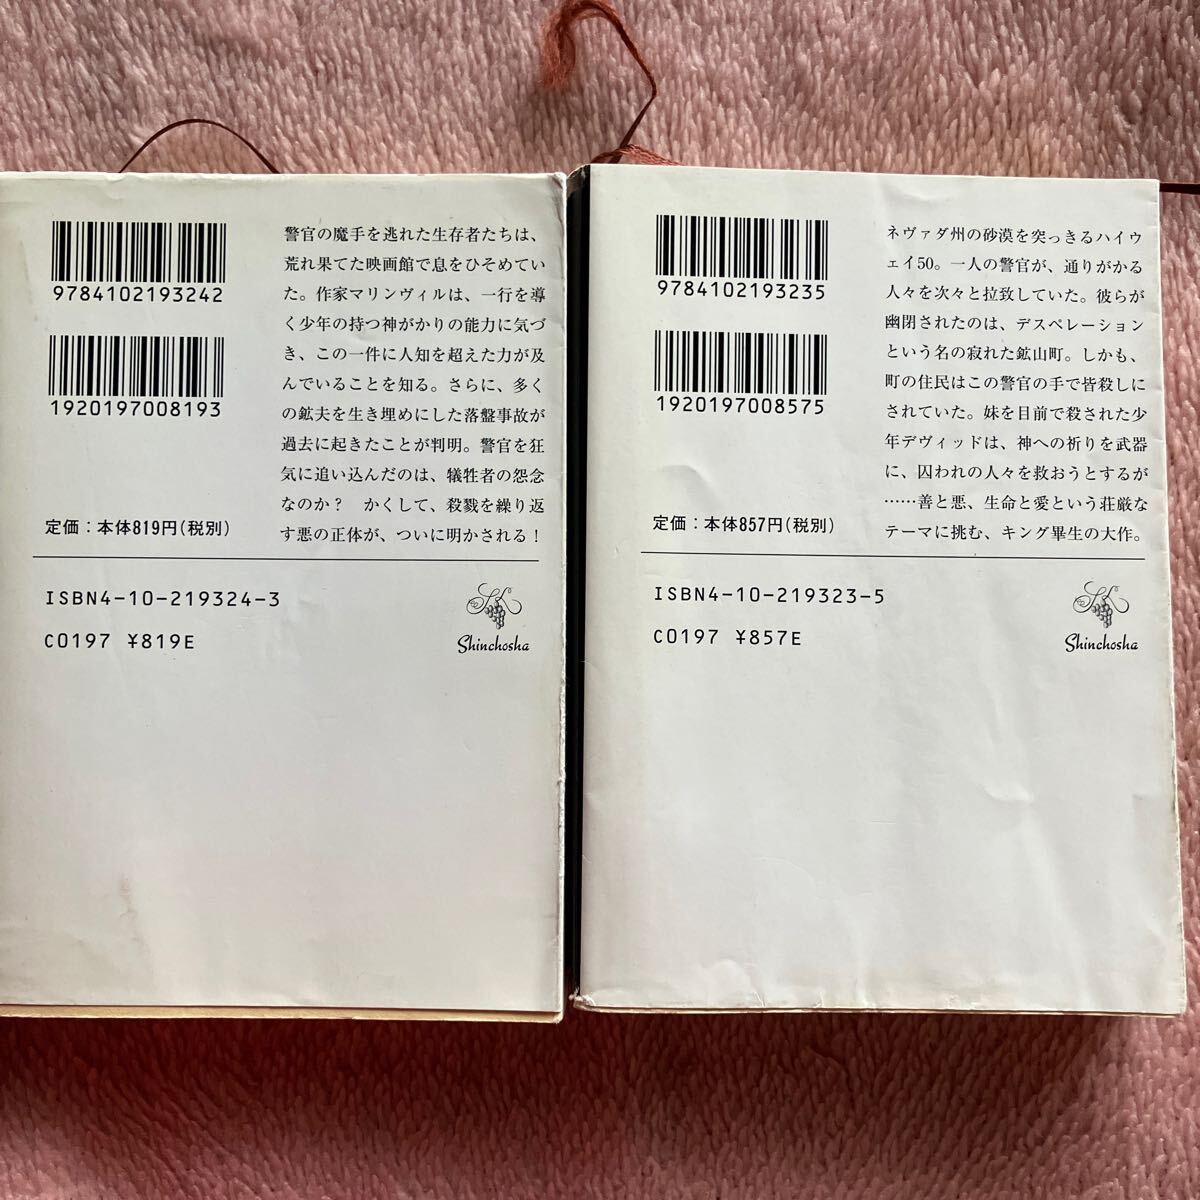 9784102193242
1920197008193
定価：本体819円(税別)
警官の魔手を逃れた生存者たちは、
荒れ果てた映画館で息をひそめてい
た。作家マリンヴィルは、一行を導
く少年の持つ神がかりの能力に気づ
き、この一件に人知を超えた力が及
んでいることを知る。さらに、多く
の鉱夫を生き埋めにした落盤事故が
過去に起きたことが判明。警官を狂
気に追い込んだのは、犠牲者の怨念
なのか？　かくして、殺戮を繰り返
す悪の正体が、ついに明かされる！
ISBN4-10-219324-3
C0197 ¥819E
Shinchosha
9784102193235
1920197008575
定価：本体857円(税別)
ネヴァダ州の砂漠を突っきるハイウ
ェイ50。一人の警官が、通りがかる
人々を次々と拉致していた。彼らが
幽閉されたのは、デスペレーション
という名の寂れた鉱山町。しかも、
町の住民はこの警官の手で皆殺しに
されていた。妹を目前で殺された少
年デヴィッドは、神への祈りを武器
に、囚われの人々を救おうとするが
……善と悪、生命と愛という荘厳な
テーマに挑む、キング畢生の大作。
ISBN4-10-219323-5
C0197 ¥857E
Shinchosha